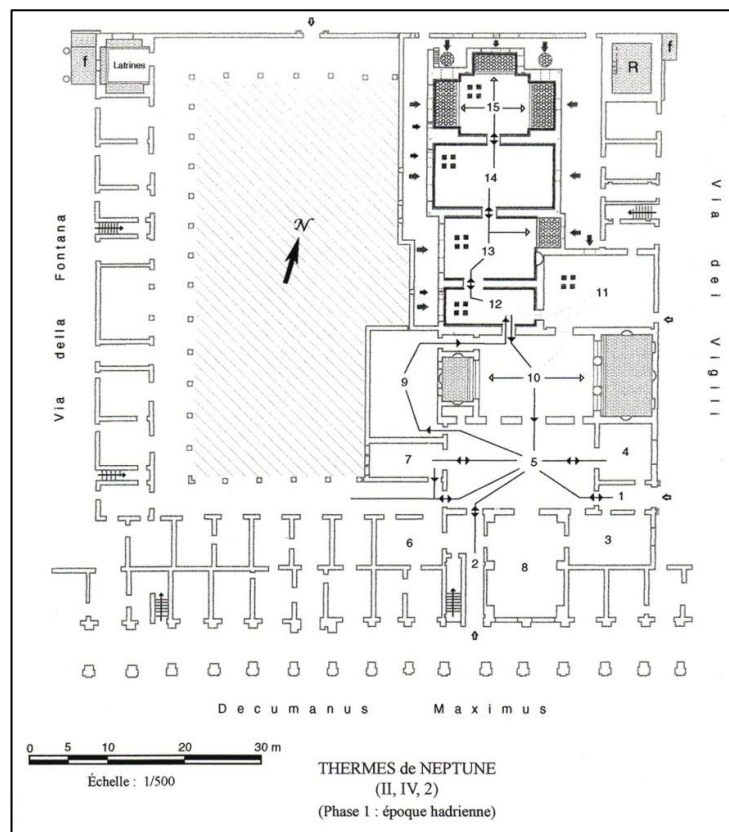 f
Latrines
R
f
15
14
N
13
12
11
Via della Fontana
Via dei Vigili
9
10
7
5
4
1
6
2
8
3
Decumanus Maximus
0 5 10 20 30 m
Échelle : 1/500
THERMES de NEPTUNE
(II, IV, 2)
(Phase 1 : époque hadrienne)